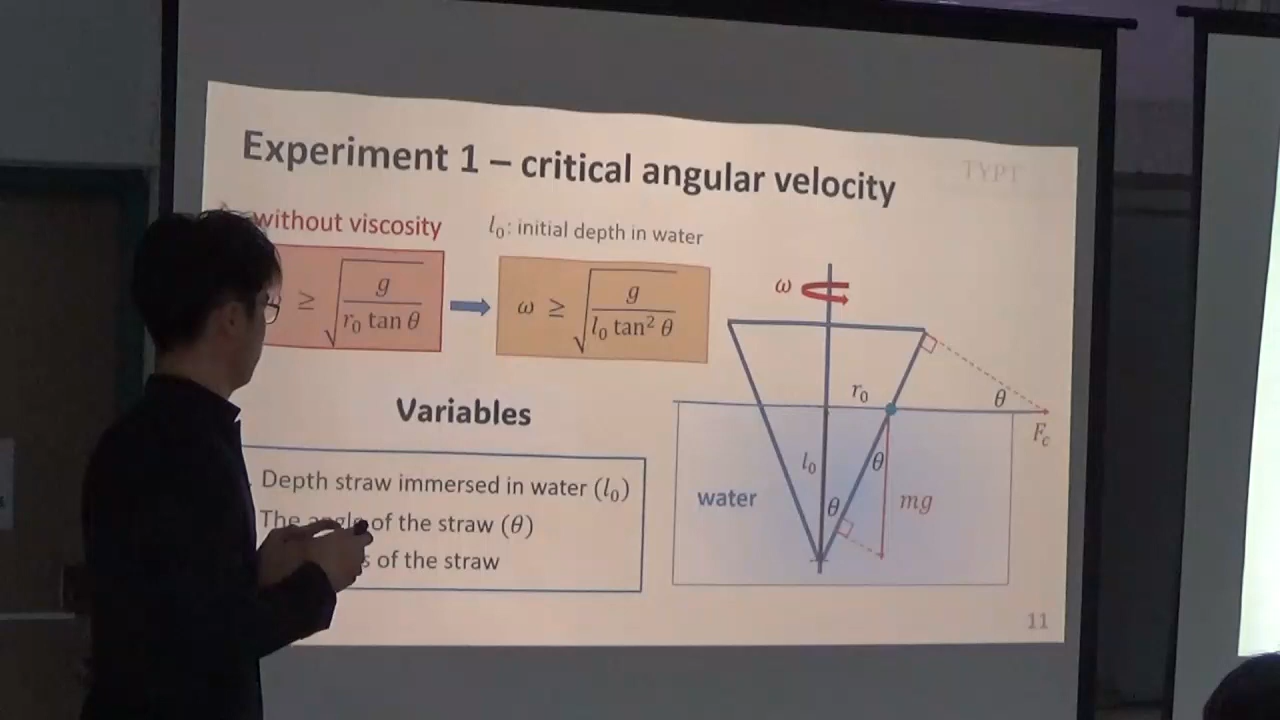 Experiment 1 – critical angular velocity
TYPT
without viscosity
l₀: initial depth in water
≥ √(g / (r₀ tan θ))
ω ≥ √(g / (l₀ tan² θ))
ω
Variables
r₀
θ
F_c
Depth straw immersed in water (l₀)
l₀
θ
water
θ
mg
The angle of the straw (θ)
of the straw
11